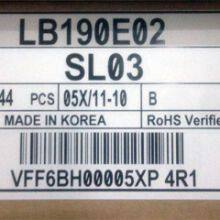 LB190E02
SL03
44 PCS 05X/11-10 B
MADE IN KOREA RoHS Verifie
VFF6BH00005XP 4R1